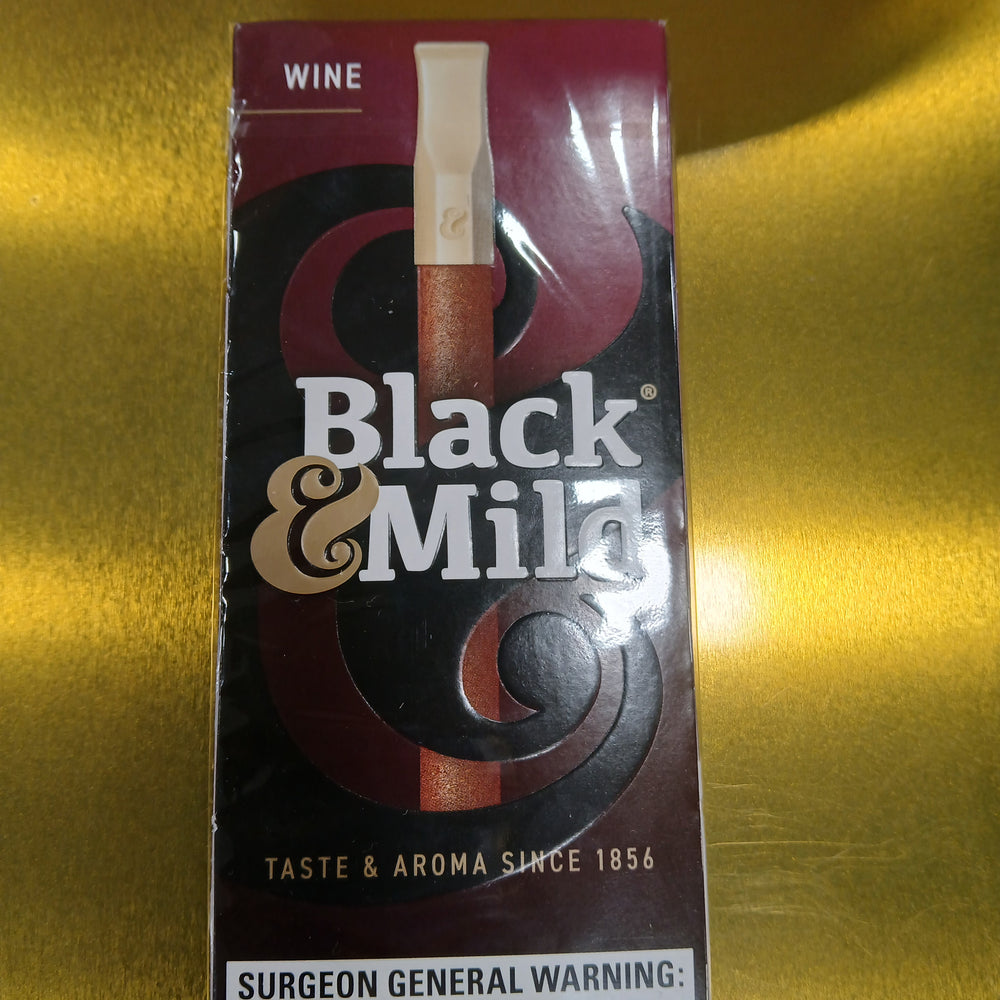 WINE
&
Black®
&Mild
TASTE & AROMA SINCE 1856
SURGEON GENERAL WARNING: